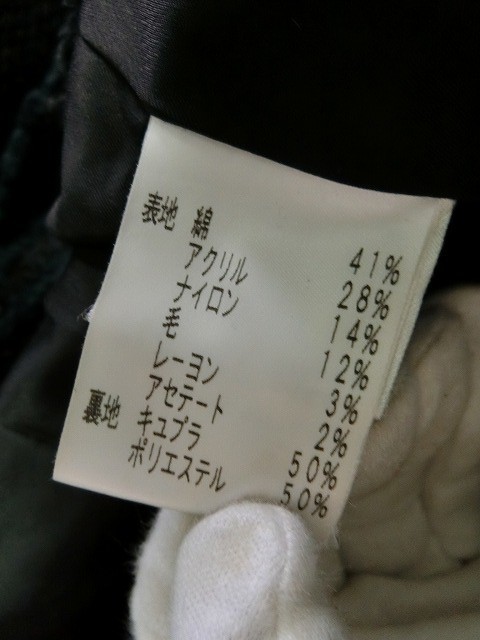 表地 綿 41%
アクリル 28%
ナイロン 14%
毛 12%
レーヨン 3%
アセテート 2%
裏地 キュプラ 50%
ポリエステル 50%